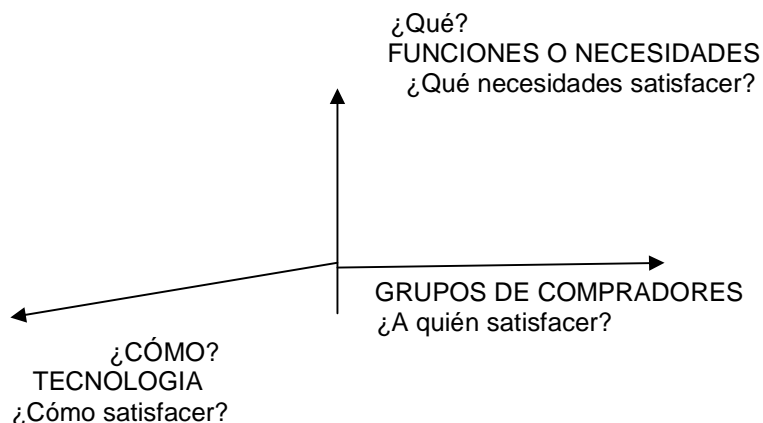 ¿Qué?
FUNCIONES O NECESIDADES
¿Qué necesidades satisfacer?
GRUPOS DE COMPRADORES
¿A quién satisfacer?
¿CÓMO?
TECNOLOGIA
¿Cómo satisfacer?